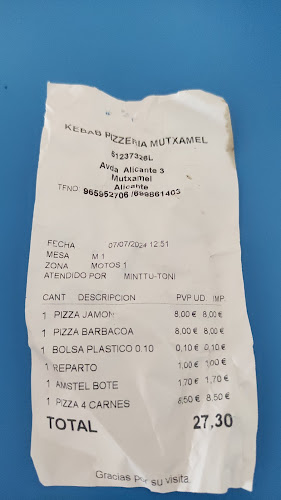 KEBAB PIZZERIA MUTXAMEL
51237326L
Avda. Alicante 3
Mutxamel
Alicante
TFNO: 965952706 /699861403
FECHA 07/07/2024 12:51
MESA M 1
ZONA MOTOS 1
ATENDIDO POR MINTTU-TONI
CANT DESCRIPCION PVP UD IMP.
1 PIZZA JAMON 8,00 € 8,00 €
1 PIZZA BARBACOA 8,00 € 8,00 €
1 BOLSA PLASTICO 0.10 0,10 € 0,10 €
1 REPARTO 1,00 € 1,00 €
1 AMSTEL BOTE 1,70 € 1,70 €
1 PIZZA 4 CARNES 8,50 € 8,50 €
TOTAL 27,30
Gracias Por su visita